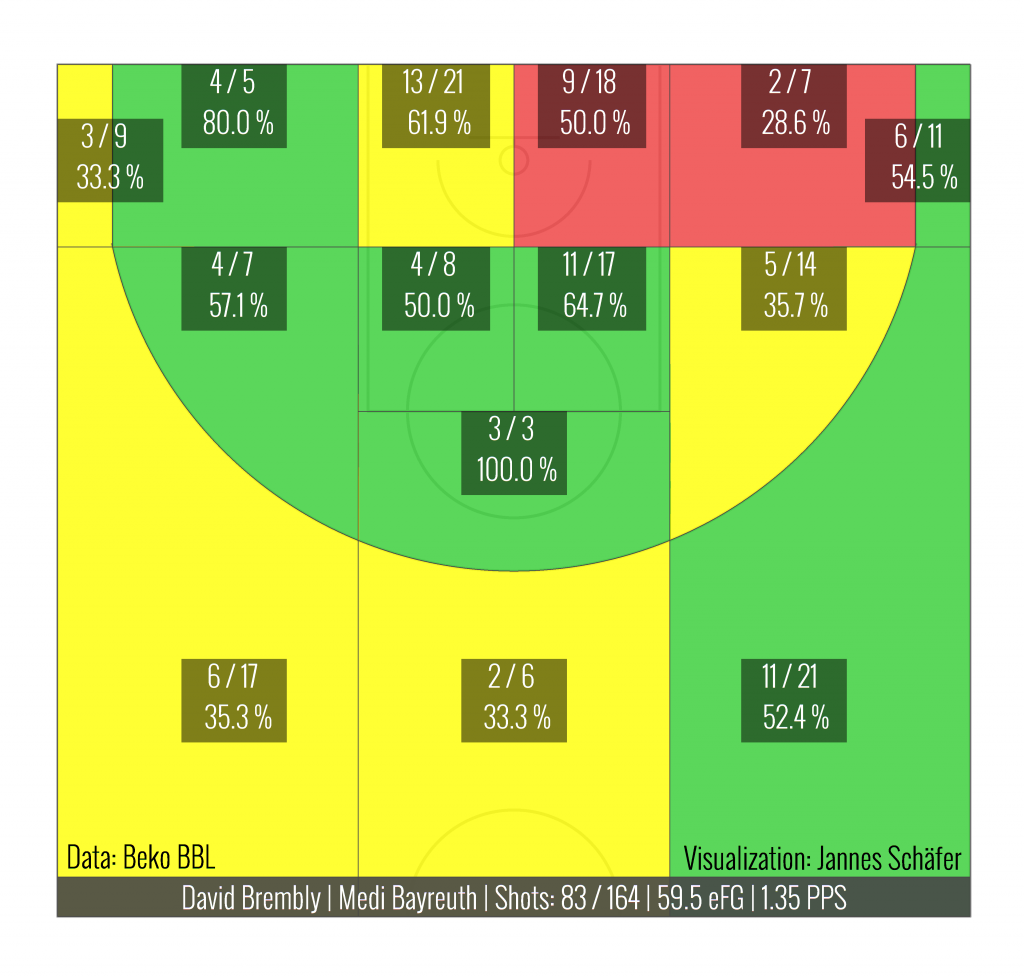 4 / 5
80.0 %
13 / 21
61.9 %
9 / 18
50.0 %
2 / 7
28.6 %
3 / 9
33.3 %
6 / 11
54.5 %
4 / 7
57.1 %
4 / 8
50.0 %
11 / 17
64.7 %
5 / 14
35.7 %
3 / 3
100.0 %
6 / 17
35.3 %
2 / 6
33.3 %
11 / 21
52.4 %
Data: Beko BBL
Visualization: Jannes Schäfer
David Brembly | Medi Bayreuth | Shots: 83 / 164 | 59.5 eFG | 1.35 PPS